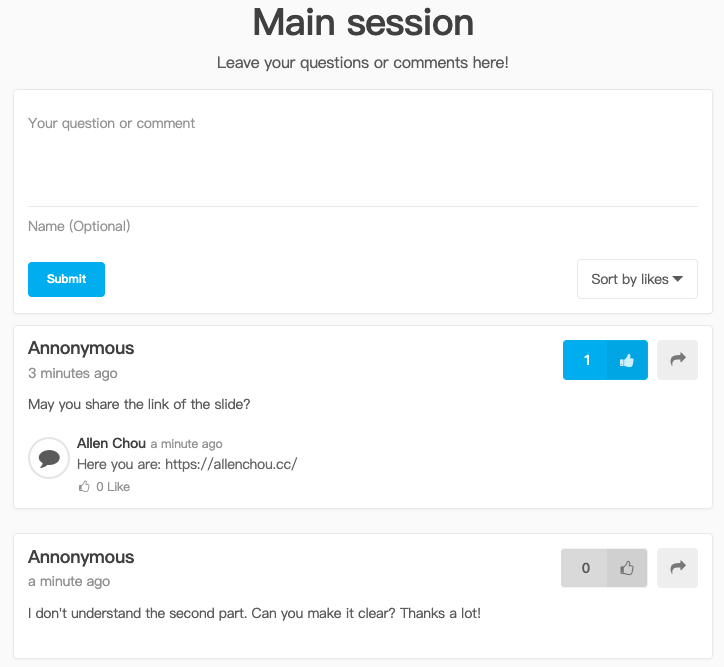 Main session
Leave your questions or comments here!
Your question or comment
Name (Optional)
Submit
Sort by likes
Annonymous
1
3 minutes ago
May you share the link of the slide?
Allen Chou a minute ago
Here you are: https://allenchou.cc/
0 Like
Annonymous
0
a minute ago
I don't understand the second part. Can you make it clear? Thanks a lot!